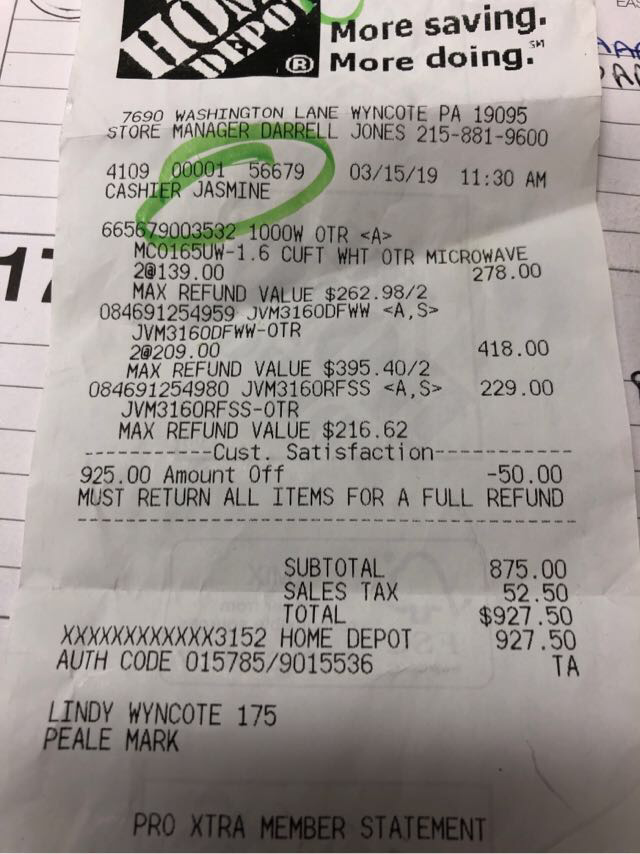 HOME
DEPOT
®
More saving.
More doing.℠
7690 WASHINGTON LANE WYNCOTE PA 19095
STORE MANAGER DARRELL JONES 215-881-9600
4109 00001 56679 03/15/19 11:30 AM
CASHIER JASMINE
665679003532 1000W OTR <A>
MCO165UW-1.6 CUFT WHT OTR MICROWAVE
2@139.00 278.00
MAX REFUND VALUE $262.98/2
084691254959 JVM3160DFWW <A,S>
JVM3160DFWW-OTR
2@209.00 418.00
MAX REFUND VALUE $395.40/2
084691254980 JVM3160RFSS <A,S> 229.00
JVM3160RFSS-OTR
MAX REFUND VALUE $216.62
-----------Cust. Satisfaction-----------
925.00 Amount Off -50.00
MUST RETURN ALL ITEMS FOR A FULL REFUND
----------------------------------------
SUBTOTAL 875.00
SALES TAX 52.50
TOTAL $927.50
XXXXXXXXXXXX3152 HOME DEPOT 927.50
AUTH CODE 015785/9015536 TA
LINDY WYNCOTE 175
PEALE MARK
PRO XTRA MEMBER STATEMENT
17